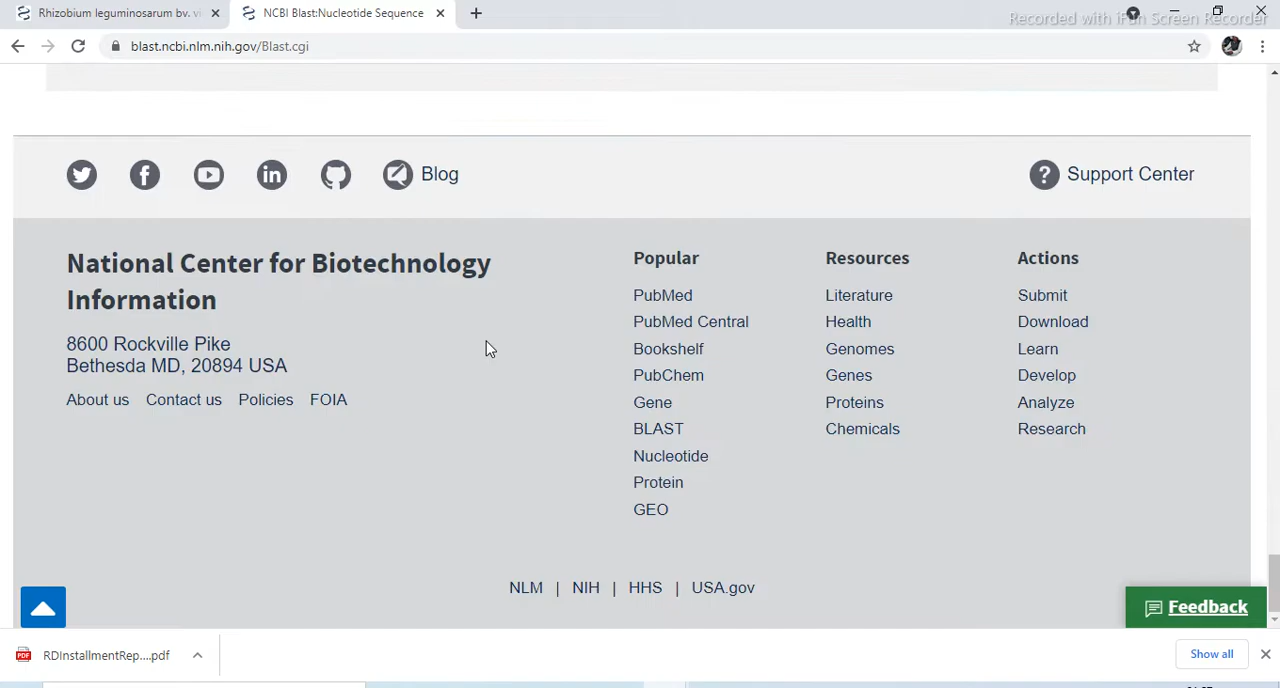 Rhizobium leguminosarum bv. vi
NCBI Blast:Nucleotide Sequence
Recorded with iFun Screen Recorder
blast.ncbi.nlm.nih.gov/Blast.cgi
Blog
Support Center
National Center for Biotechnology
Information
8600 Rockville Pike
Bethesda MD, 20894 USA
About us Contact us Policies FOIA
Popular
PubMed
PubMed Central
Bookshelf
PubChem
Gene
BLAST
Nucleotide
Protein
GEO
Resources
Literature
Health
Genomes
Genes
Proteins
Chemicals
Actions
Submit
Download
Learn
Develop
Analyze
Research
NLM | NIH | HHS | USA.gov
Feedback
RDInstallmentRep....pdf
Show all